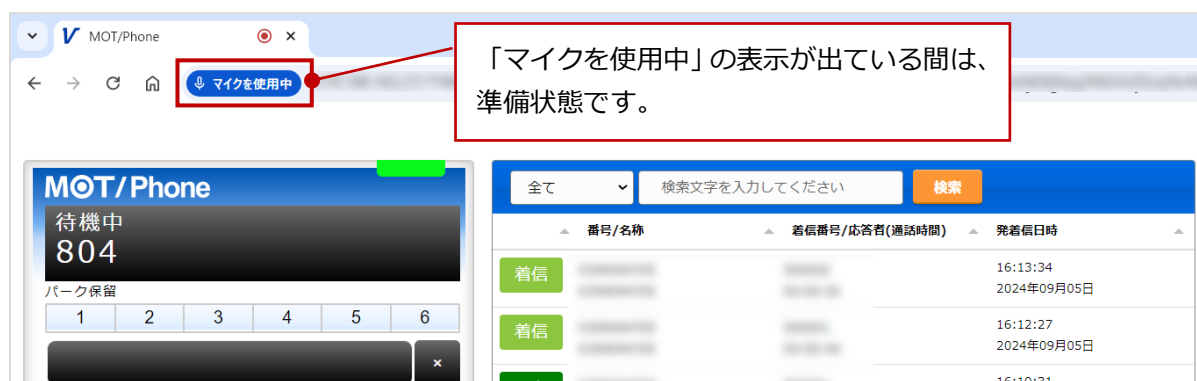 MOT/Phone
マイクを使用中
「マイクを使用中」の表示が出ている間は、
準備状態です。
MOT/Phone
待機中
804
パーク保留
1 2 3 4 5 6
×
全て 検索文字を入力してください 検索
番号/名称 着信番号/応答者(通話時間) 発着信日時
着信 16:13:34
2024年09月05日
着信 16:12:27
2024年09月05日
16:10:31